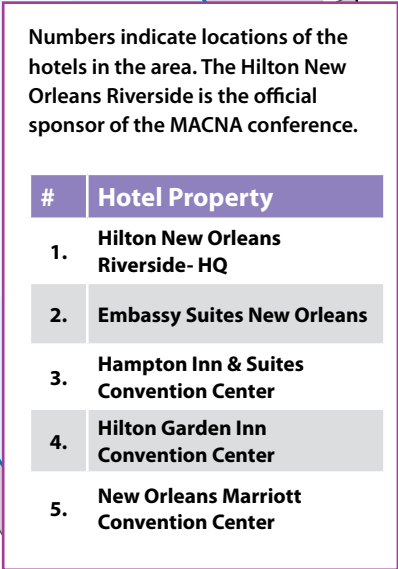 Numbers indicate locations of the
hotels in the area. The Hilton New
Orleans Riverside is the official
sponsor of the MACNA conference.
# Hotel Property
1. Hilton New Orleans
Riverside- HQ
2. Embassy Suites New Orleans
3. Hampton Inn & Suites
Convention Center
4. Hilton Garden Inn
Convention Center
5. New Orleans Marriott
Convention Center